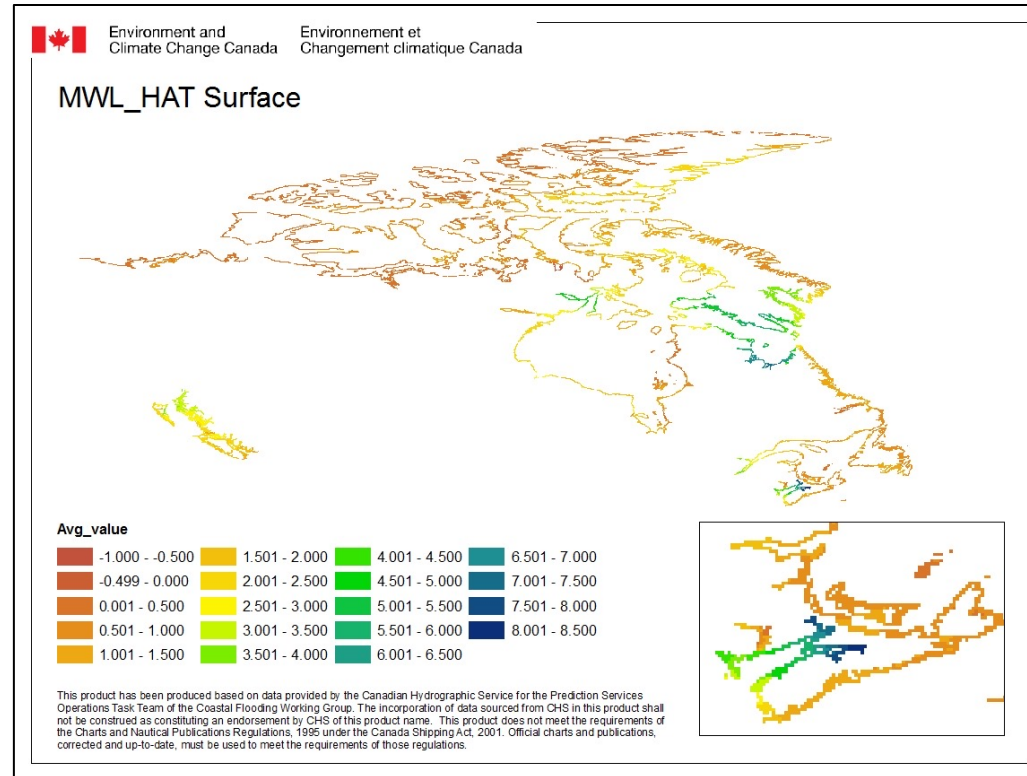 Environment and
Climate Change Canada
Environnement et
Changement climatique Canada
MWL_HAT Surface
Avg_value
-1.000 - -0.500
-0.499 - 0.000
0.001 - 0.500
0.501 - 1.000
1.001 - 1.500
1.501 - 2.000
2.001 - 2.500
2.501 - 3.000
3.001 - 3.500
3.501 - 4.000
4.001 - 4.500
4.501 - 5.000
5.001 - 5.500
5.501 - 6.000
6.001 - 6.500
6.501 - 7.000
7.001 - 7.500
7.501 - 8.000
8.001 - 8.500
This product has been produced based on data provided by the Canadian Hydrographic Service for the Prediction Services
Operations Task Team of the Coastal Flooding Working Group. The incorporation of data sourced from CHS in this product shall
not be construed as constituting an endorsement by CHS of this product name. This product does not meet the requirements of
the Charts and Nautical Publications Regulations, 1995 under the Canada Shipping Act, 2001. Official charts and publications,
corrected and up-to-date, must be used to meet the requirements of those regulations.